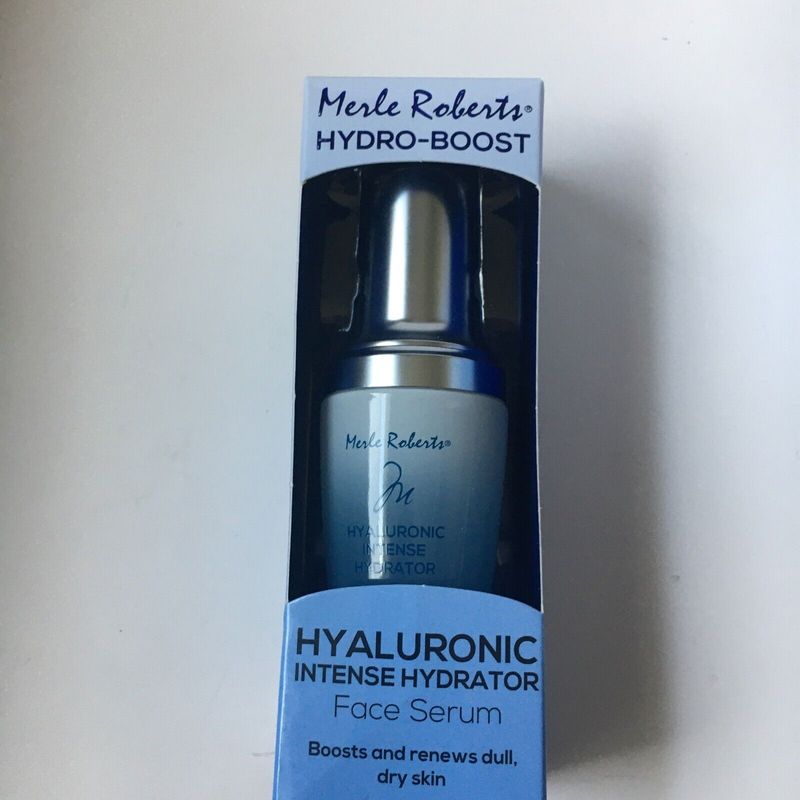 Merle Roberts®
HYDRO-BOOST
Merle Roberts®
M
HYALURONIC
INTENSE
HYDRATOR
HYALURONIC
INTENSE HYDRATOR
Face Serum
Boosts and renews dull,
dry skin